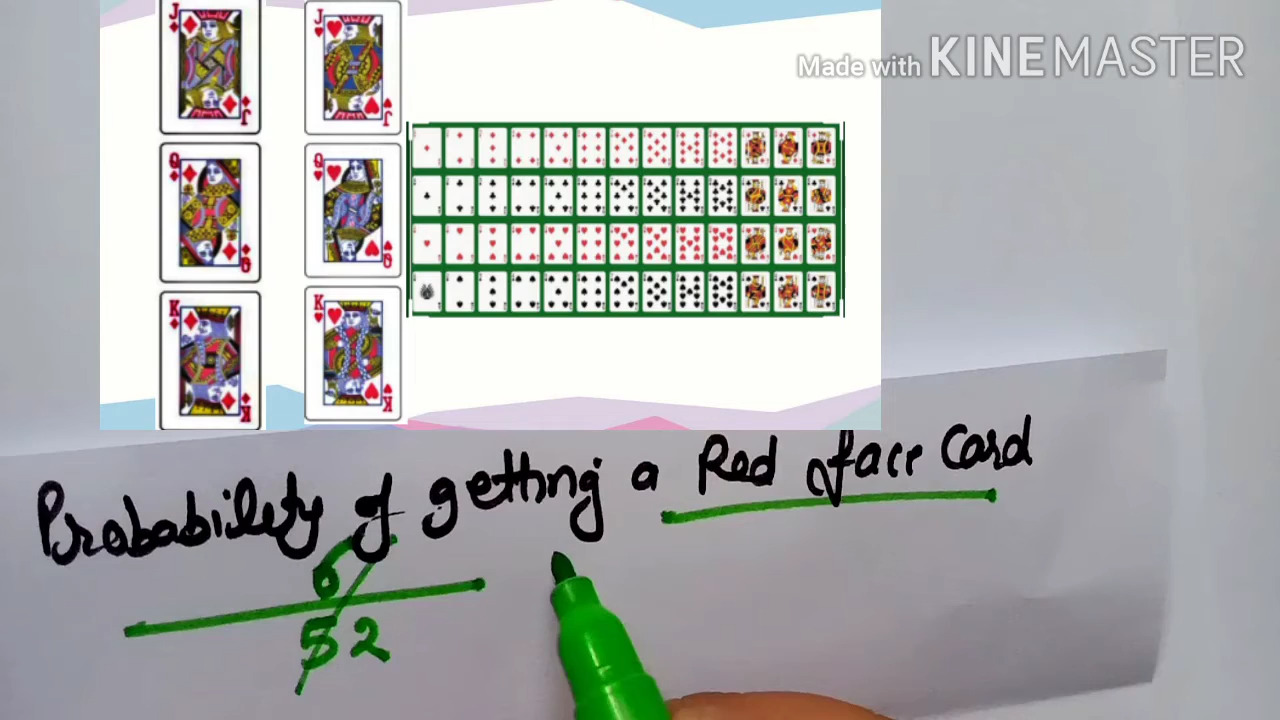 Made with KINEMASTER
J J
J J
Q Q
Q Q
K K
K K
Probability of getting a Red face Card
6
52